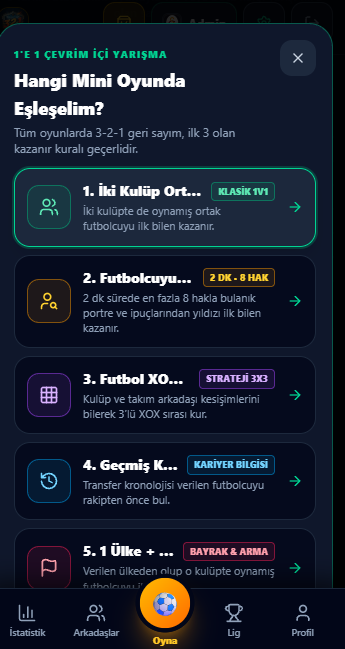 Admin
1'E 1 ÇEVRİM İÇİ YARIŞMA
Hangi Mini Oyunda
Eşleşelim?
Tüm oyunlarda 3-2-1 geri sayım, ilk 3 olan
kazanır kuralı geçerlidir.
1. İki Kulüp Ort... KLASİK 1V1
İki kulüpte de oynamış ortak
futbolcuyu ilk bilen kazanır.
2. Futbolcuyu... 2 DK - 8 HAK
2 dk sürede en fazla 8 hakla bulanık
portre ve ipuçlarından yıldızı ilk bilen
kazanır.
3. Futbol XO... STRATEJİ 3X3
Kulüp ve takım arkadaşı kesişimlerini
bilerek 3'lü XOX sırası kur.
4. Geçmiş K... KARİYER BİLGİSİ
Transfer kronolojisi verilen futbolcuyu
rakipten önce bul.
5. 1 Ülke + ... BAYRAK & ARMA
Verilen ülkeden olup o kulüpte oynamış
futbolcuyu
İstatistik Arkadaşlar Oyna Lig Profil